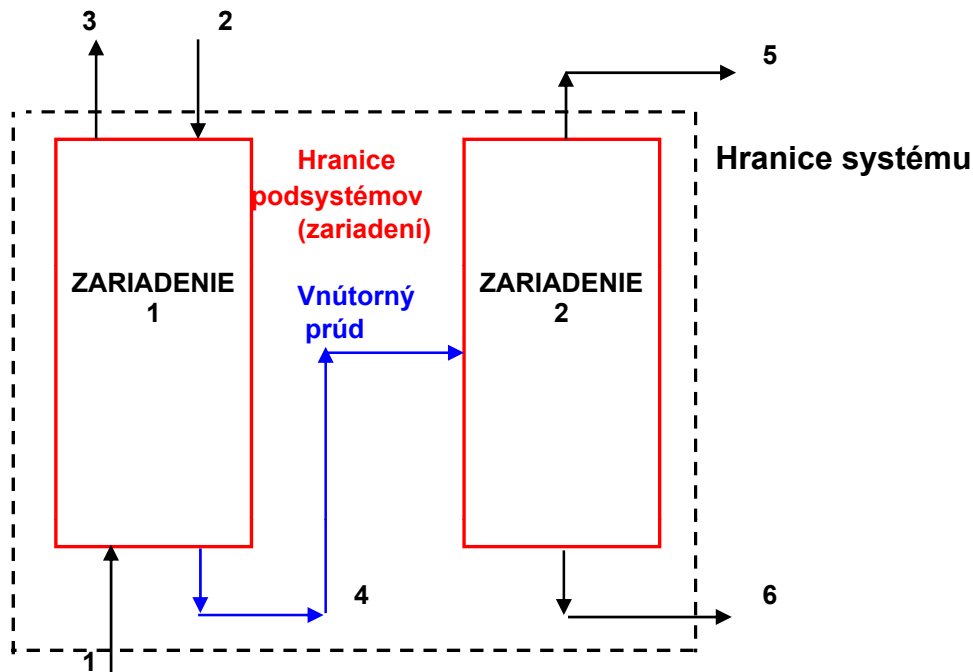 3
2
5
Hranice
podsystémov
(zariadení)
Hranice systému
ZARIADENIE
1
Vnútorný
prúd
ZARIADENIE
2
4
6
1